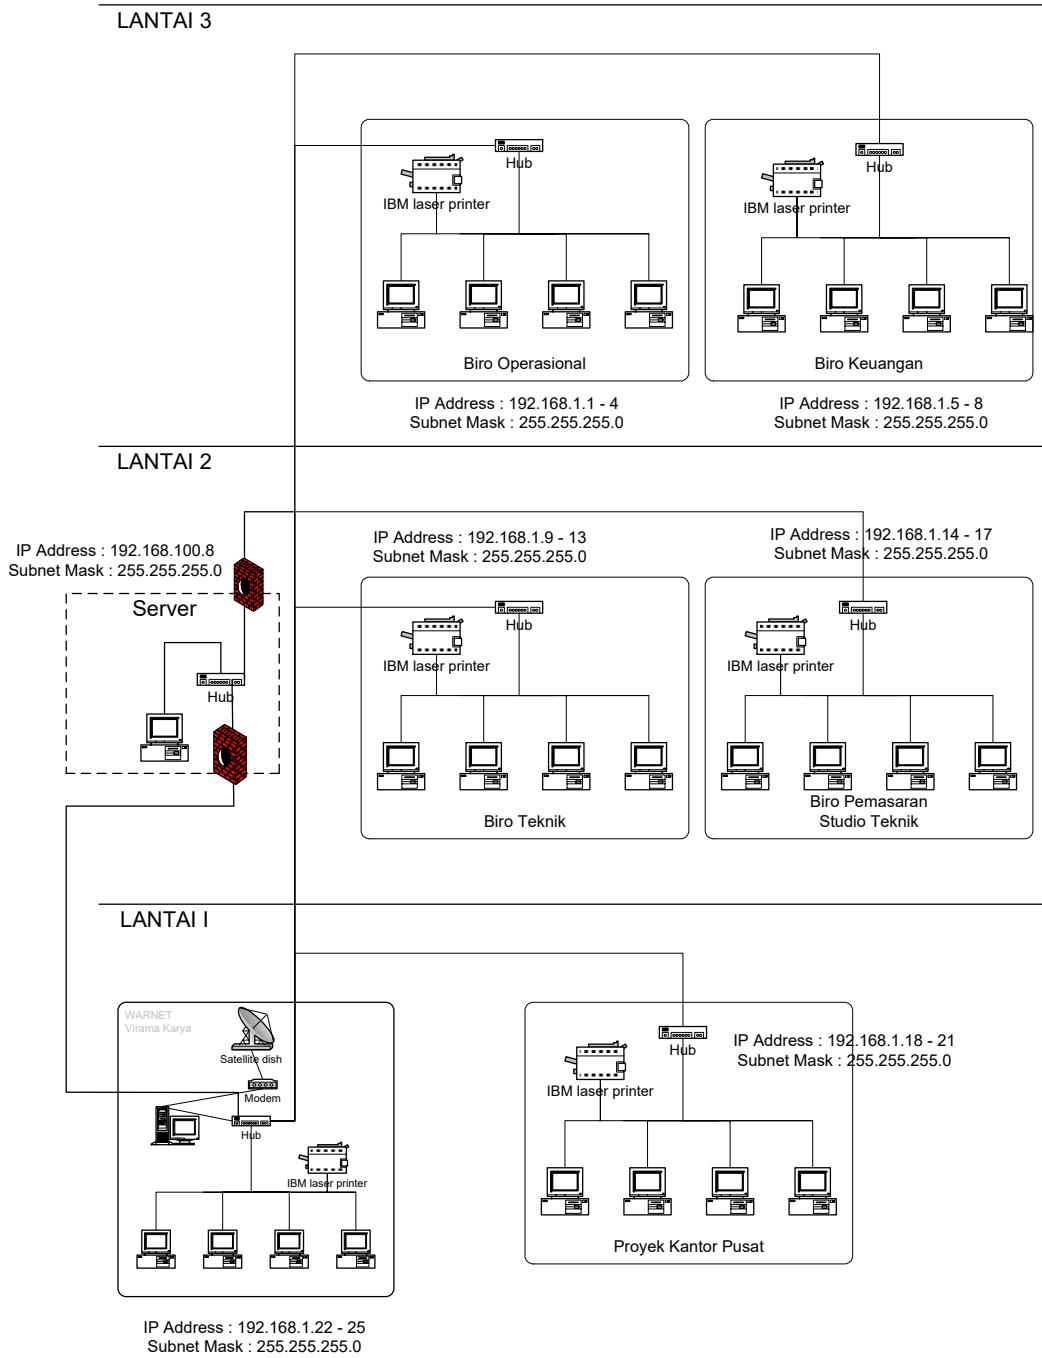 LANTAI 3
Hub
Hub
IBM laser printer
IBM laser printer
Biro Operasional
Biro Keuangan
IP Address : 192.168.1.1 - 4
Subnet Mask : 255.255.255.0
IP Address : 192.168.1.5 - 8
Subnet Mask : 255.255.255.0
LANTAI 2
IP Address : 192.168.100.8
Subnet Mask : 255.255.255.0
IP Address : 192.168.1.9 - 13
Subnet Mask : 255.255.255.0
IP Address : 192.168.1.14 - 17
Subnet Mask : 255.255.255.0
Server
Hub
Hub
Hub
IBM laser printer
IBM laser printer
Biro Teknik
Biro Pemasaran
Studio Teknik
LANTAI I
WARNET
Virama Karya
Satellite dish
Modem
Hub
IBM laser printer
Hub
IBM laser printer
IP Address : 192.168.1.18 - 21
Subnet Mask : 255.255.255.0
Proyek Kantor Pusat
IP Address : 192.168.1.22 - 25
Subnet Mask : 255.255.255.0